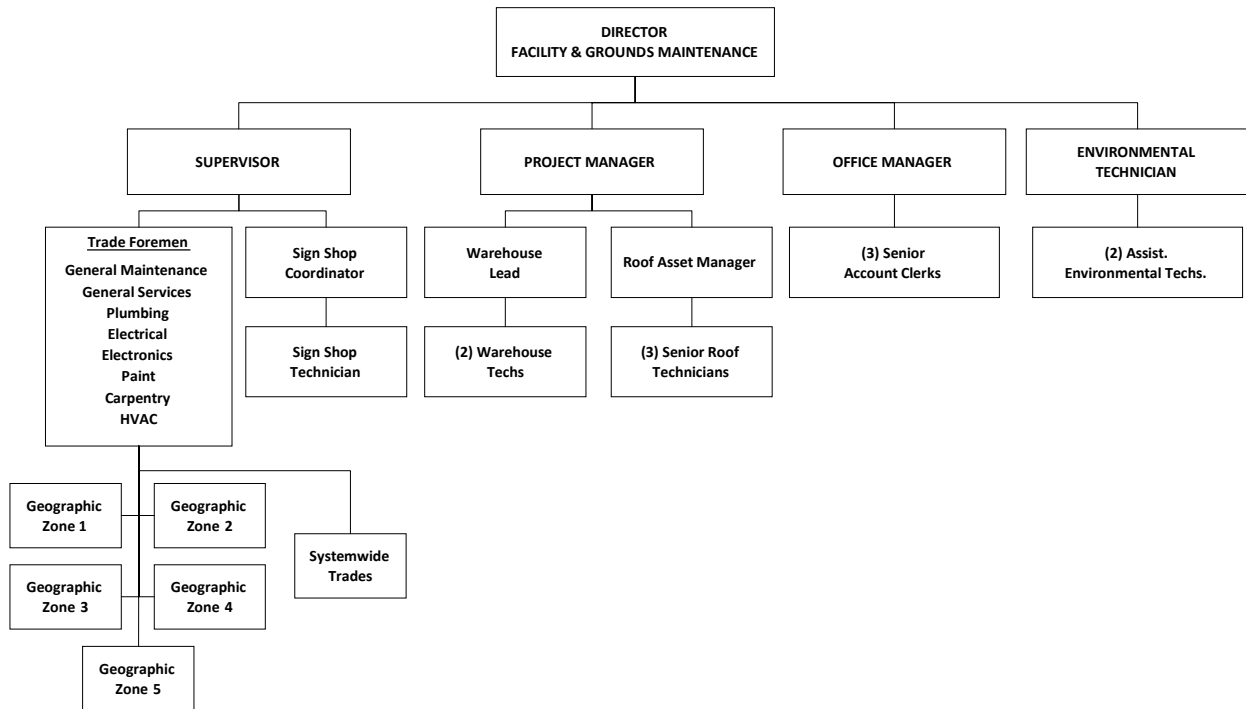 DIRECTOR
FACILITY & GROUNDS MAINTENANCE
SUPERVISOR
PROJECT MANAGER
OFFICE MANAGER
ENVIRONMENTAL
TECHNICIAN
Trade Foremen
General Maintenance
General Services
Plumbing
Electrical
Electronics
Paint
Carpentry
HVAC
Sign Shop
Coordinator
Warehouse
Lead
Roof Asset Manager
(3) Senior
Account Clerks
(2) Assist.
Environmental Techs.
Sign Shop
Technician
(2) Warehouse
Techs
(3) Senior Roof
Technicians
Geographic
Zone 1
Geographic
Zone 2
Systemwide
Trades
Geographic
Zone 3
Geographic
Zone 4
Geographic
Zone 5